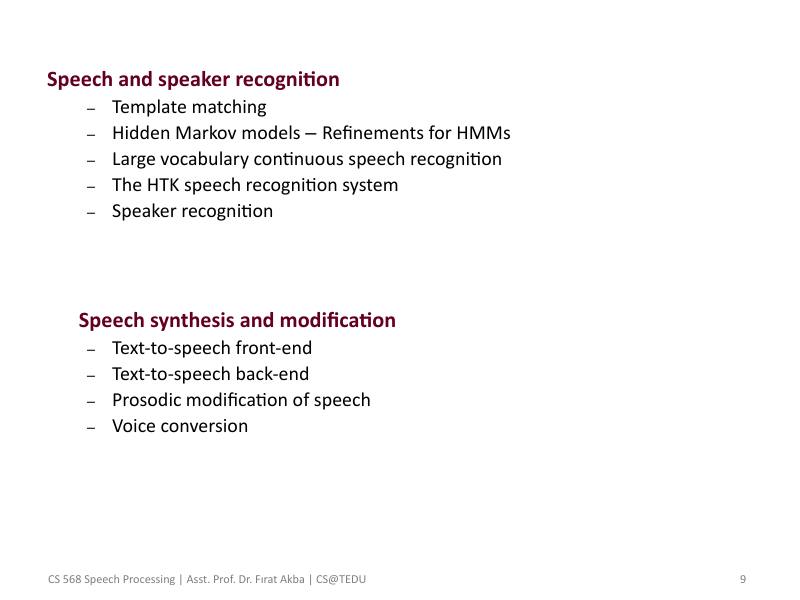 Speech and speaker recognition
– Template matching
– Hidden Markov models – Refinements for HMMs
– Large vocabulary continuous speech recognition
– The HTK speech recognition system
– Speaker recognition
Speech synthesis and modification
– Text-to-speech front-end
– Text-to-speech back-end
– Prosodic modification of speech
– Voice conversion
CS 568 Speech Processing | Asst. Prof. Dr. Fırat Akba | CS@TEDU 9